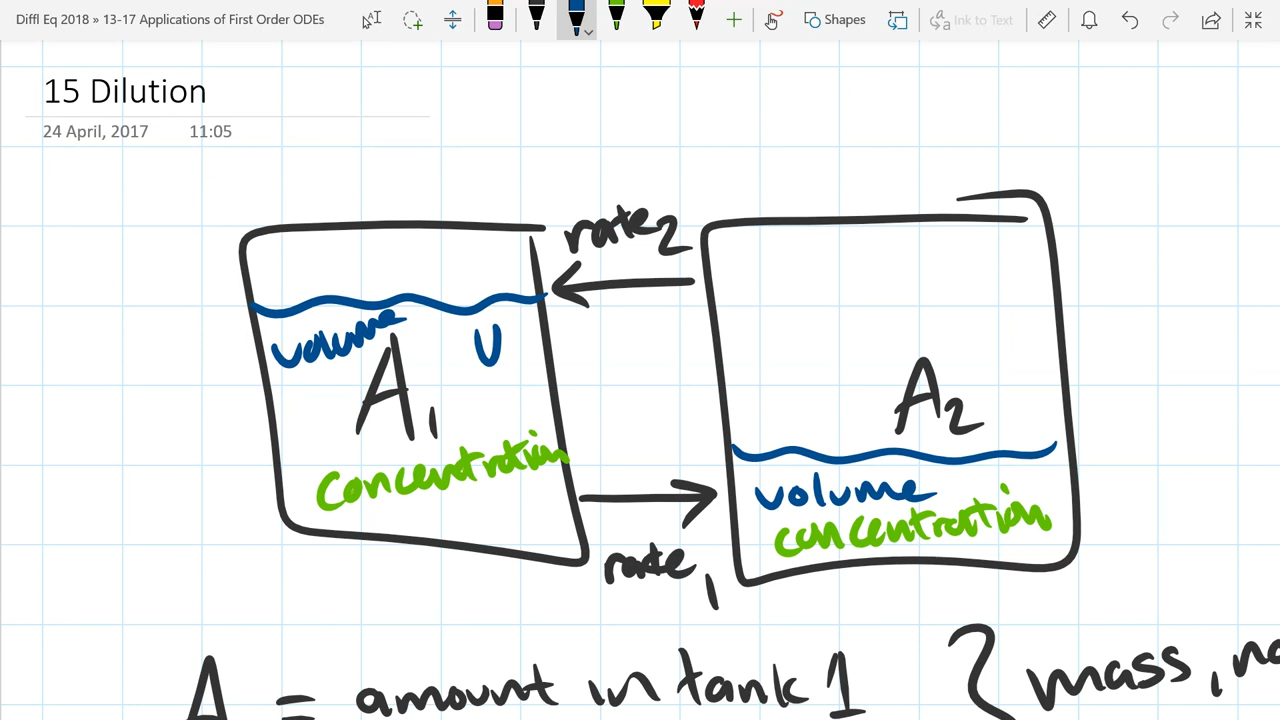 Diffl Eq 2018 » 13-17 Applications of First Order ODEs
Shapes
Ink to Text
15 Dilution
24 April, 2017 11:05
rate2
volume U
A1
A2
concentration
volume
concentration
rate1
A = amount in tank 1 { mass,